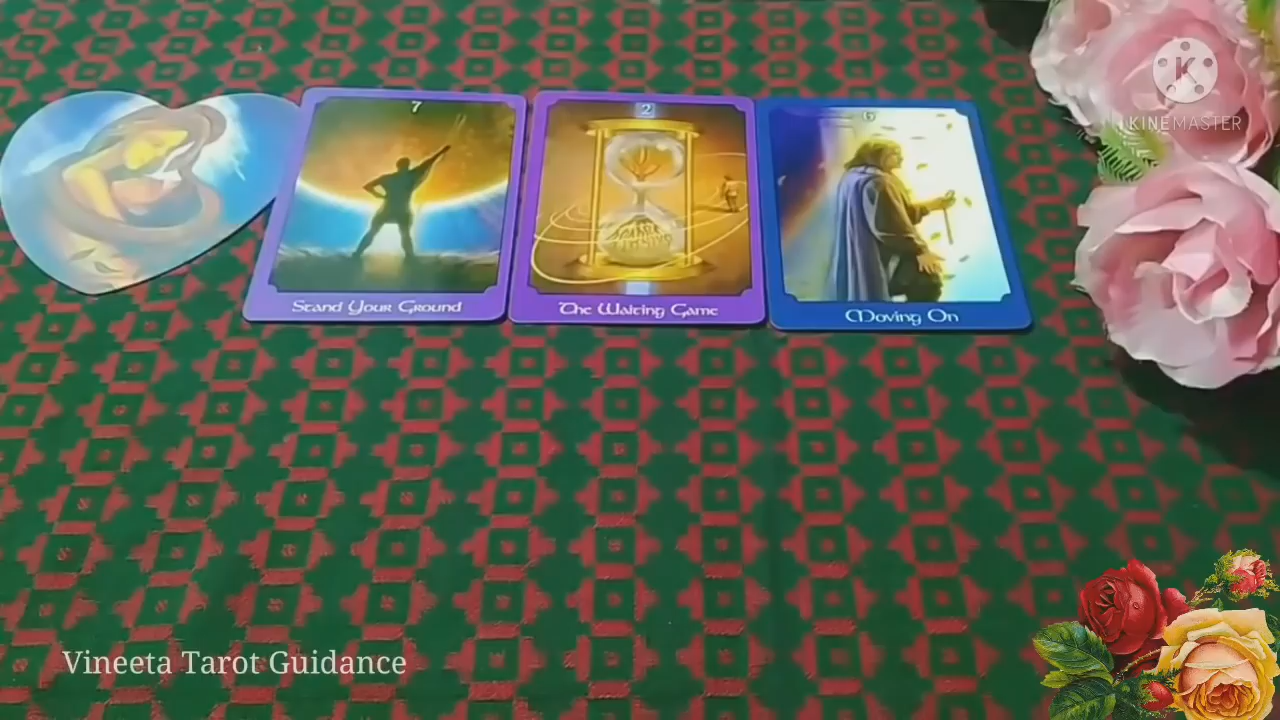 7
2
6
KINEMASTER
Stand Your Ground
The Waiting Game
Moving On
Vineeta Tarot Guidance